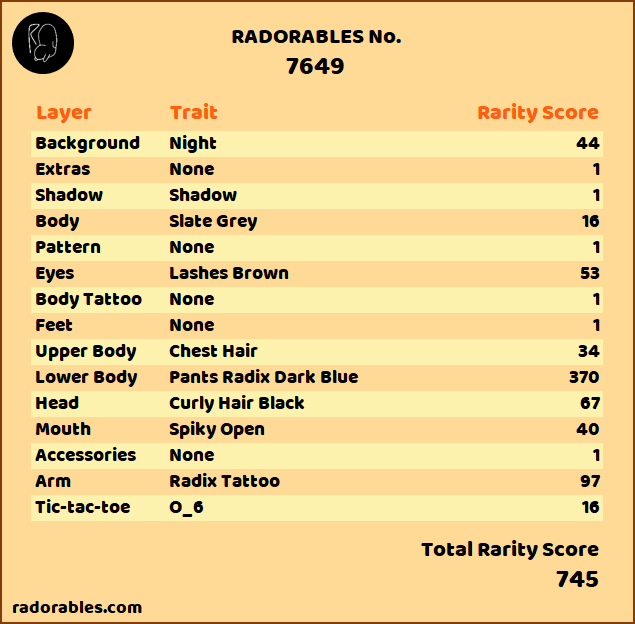 RADORABLES No.
7649
Layer Trait Rarity Score
Background Night 44
Extras None 1
Shadow Shadow 1
Body Slate Grey 16
Pattern None 1
Eyes Lashes Brown 53
Body Tattoo None 1
Feet None 1
Upper Body Chest Hair 34
Lower Body Pants Radix Dark Blue 370
Head Curly Hair Black 67
Mouth Spiky Open 40
Accessories None 1
Arm Radix Tattoo 97
Tic-tac-toe O_6 16
Total Rarity Score
745
radorables.com